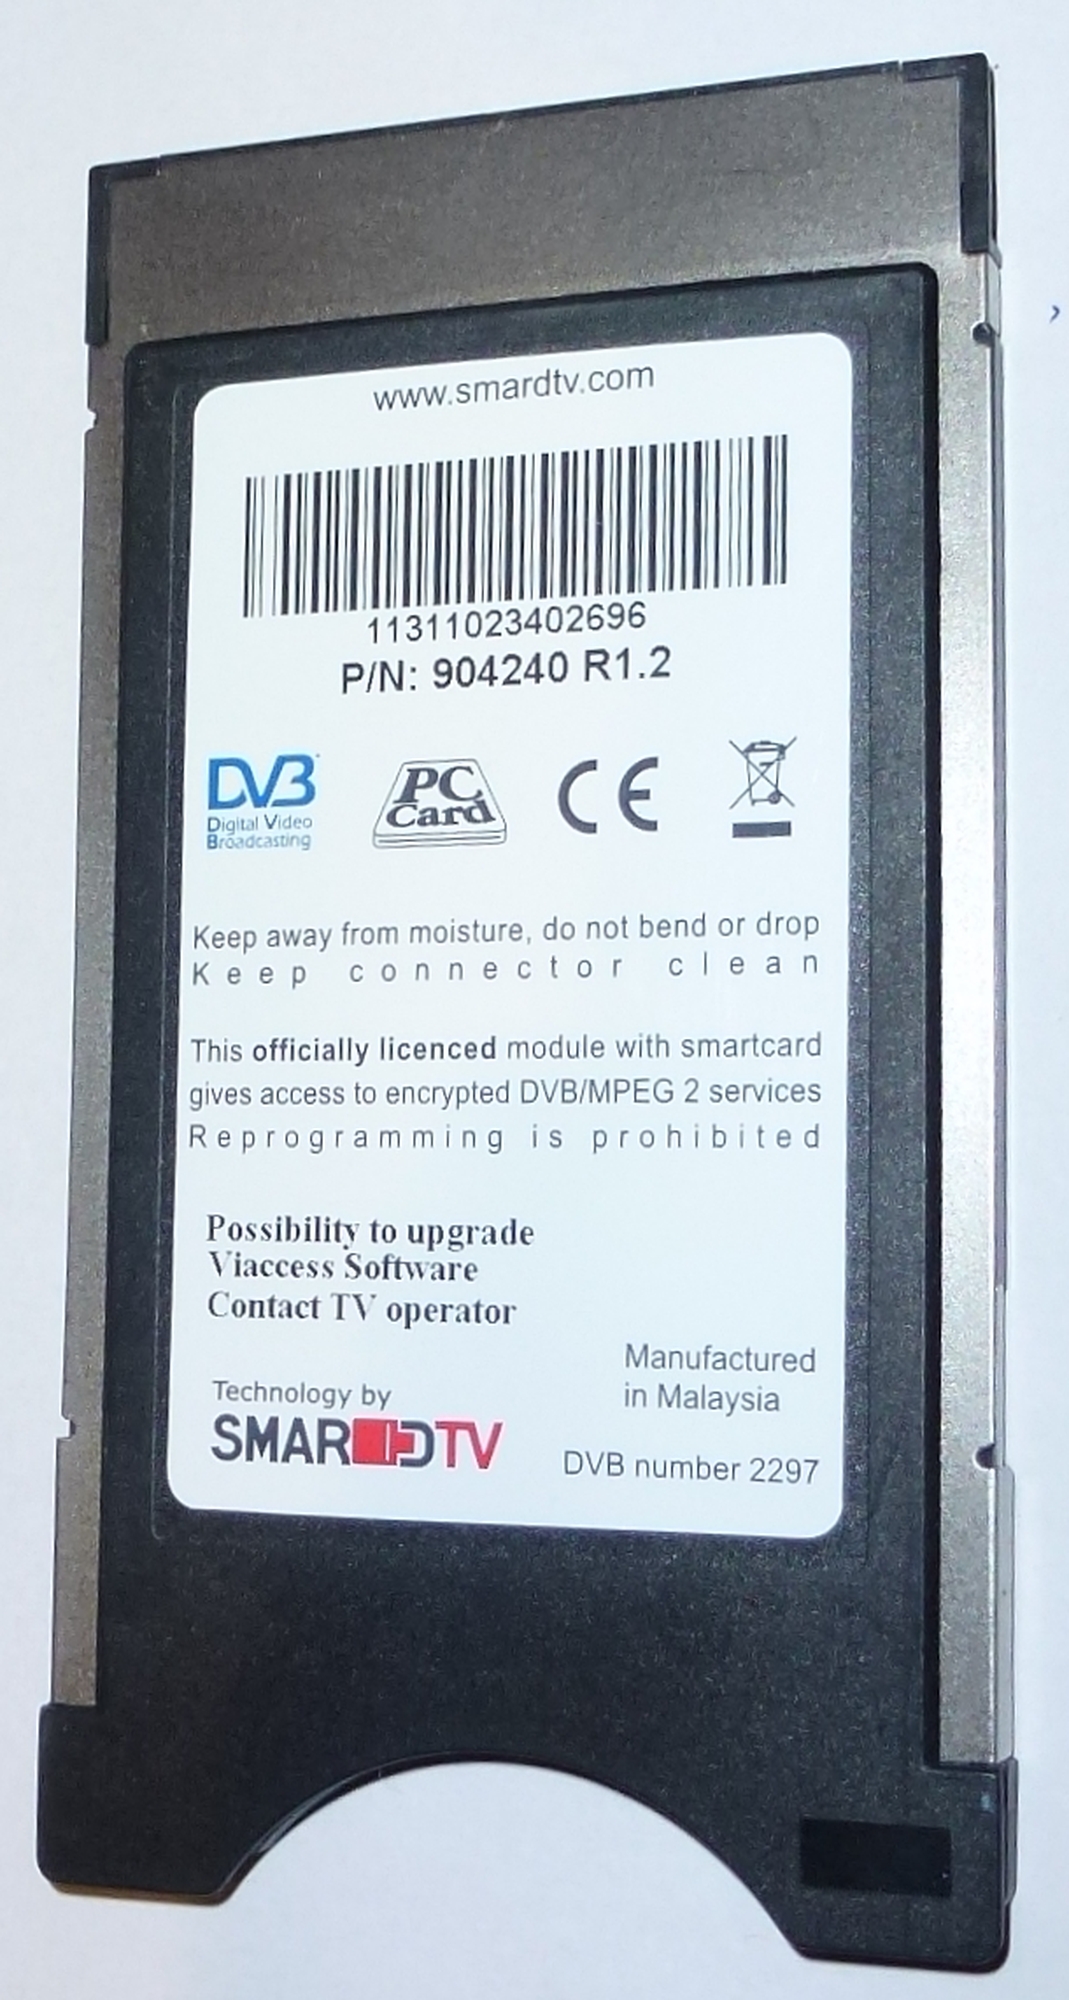 www.smardtv.com
11311023402696
P/N: 904240 R1.2
DVB
Digital Video
Broadcasting
PC
Card
CE
Keep away from moisture, do not bend or drop
Keep connector clean
This officially licenced module with smartcard
gives access to encrypted DVB/MPEG 2 services
Reprogramming is prohibited
Possibility to upgrade
Viaccess Software
Contact TV operator
Manufactured
in Malaysia
Technology by
SMARDTV
DVB number 2297